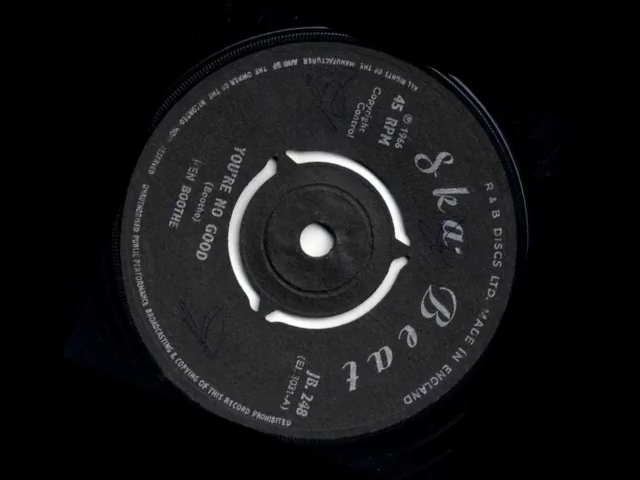 ALL RIGHTS OF THE MANUFACTURER AND OF THE OWNER OF THE RECORDED WORK RESERVED UNAUTHORISED PUBLIC PERFORMANCE BROADCASTING & COPYING OF THIS RECORD PROHIBITED
R & B DISCS LTD. MADE IN ENGLAND
Ska Beat
℗ 1966
45 RPM
Copyright
Control
JB. 248
(EL 3031-A)
YOU'RE NO GOOD
(Boothe)
KEN BOOTHE